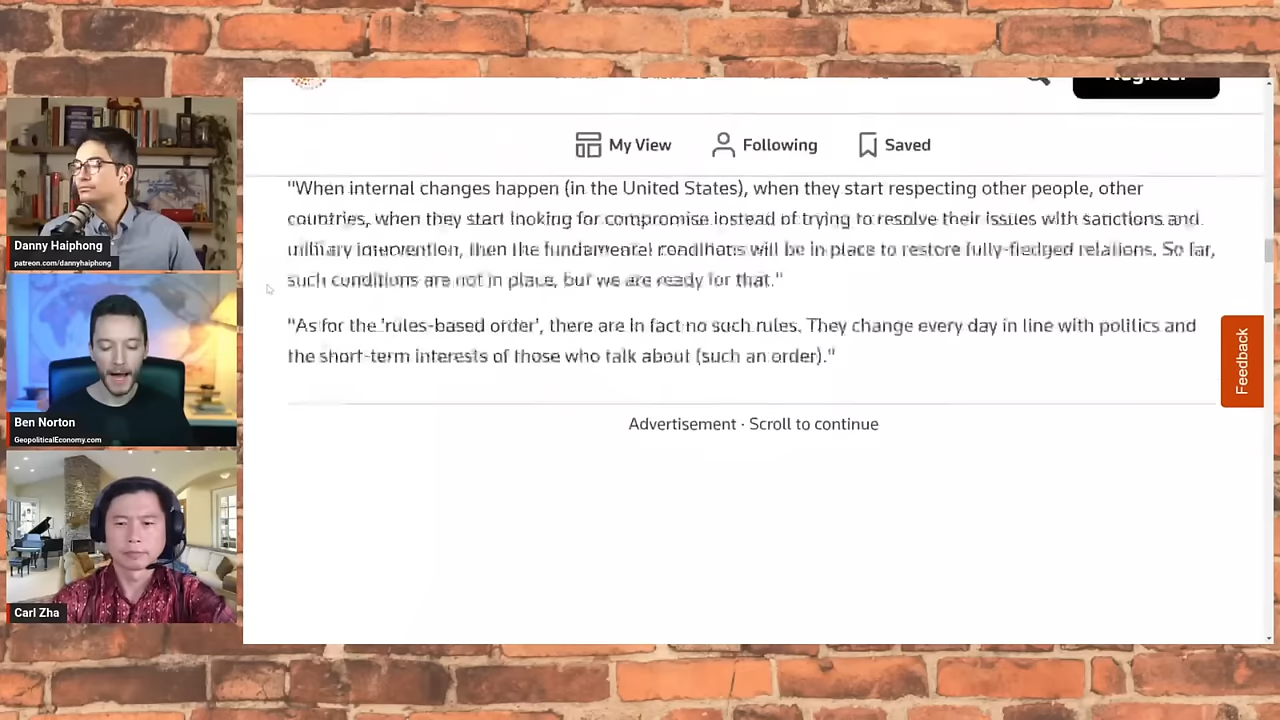 Register
My View
Following
Saved
"When internal changes happen (in the United States), when they start respecting other people, other
countries, when they start looking for compromise instead of trying to resolve their issues with sanctions and
military intervention, then the fundamental conditions will be in place to restore fully-fledged relations. So far,
such conditions are not in place, but we are ready for that."
"As for the 'rules-based order', there are in fact no such rules. They change every day in line with politics and
the short-term interests of those who talk about (such an order)."
Advertisement · Scroll to continue
Feedback
Danny Haiphong
patreon.com/dannyhaiphong
Ben Norton
GeopoliticalEconomy.com
Carl Zha